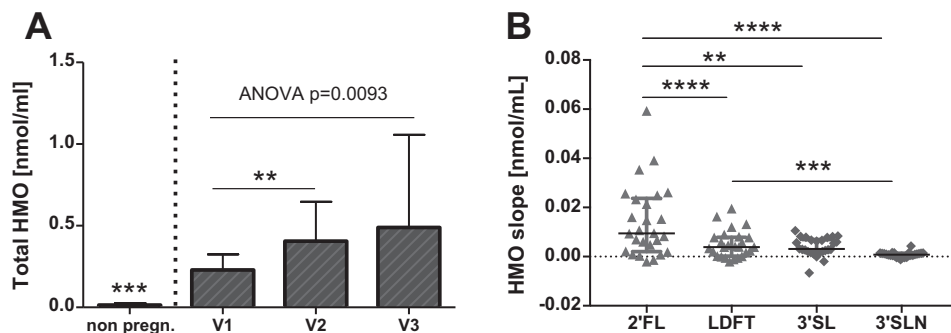 A
Total HMO [nmol/ml]
1.5
1.0
0.5
0.0
ANOVA p=0.0093
**
***
non pregn.
V1
V2
V3
B
HMO slope [nmol/mL]
0.08
0.06
0.04
0.02
0.00
-0.02
****
**
****
***
2'FL
LDFT
3'SL
3'SLN